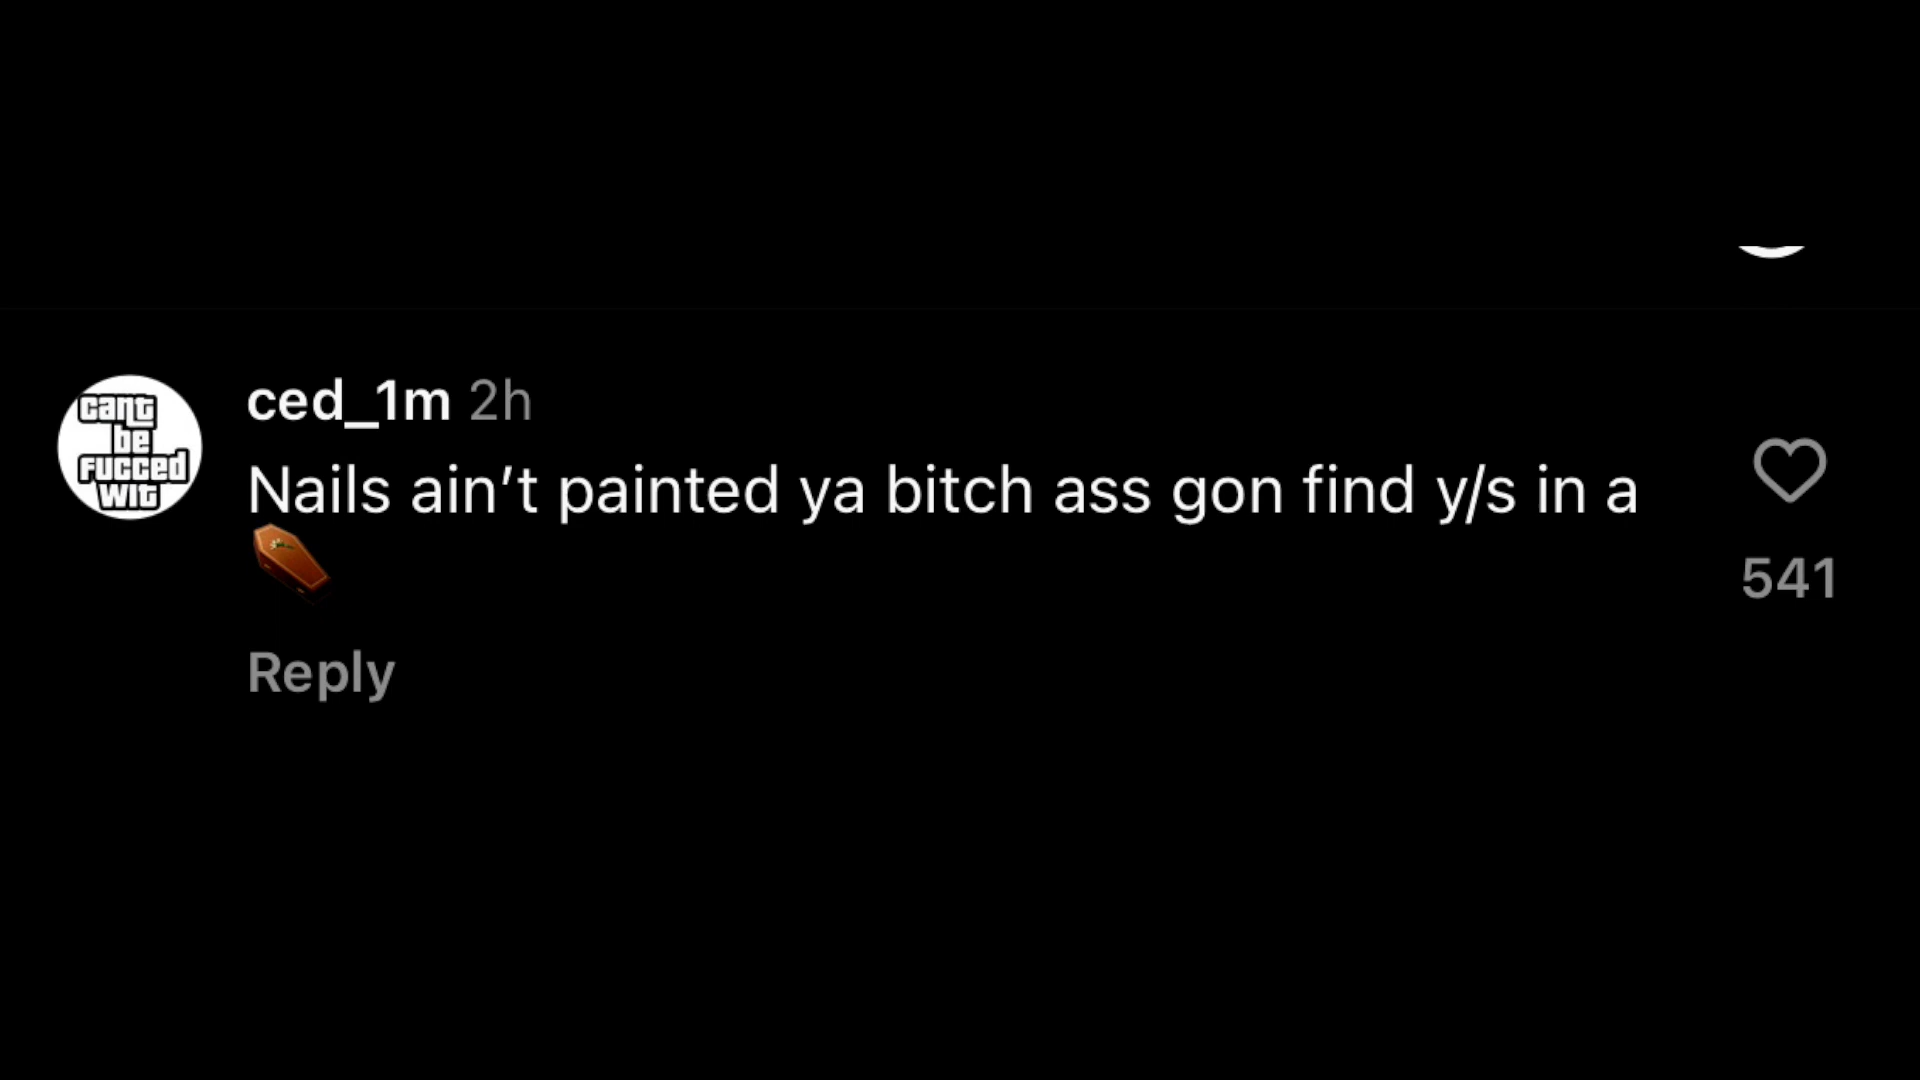 cant
be
fucced
wit
ced_1m 2h
Nails ain’t painted ya bitch ass gon find y/s in a
⚰️
541
Reply